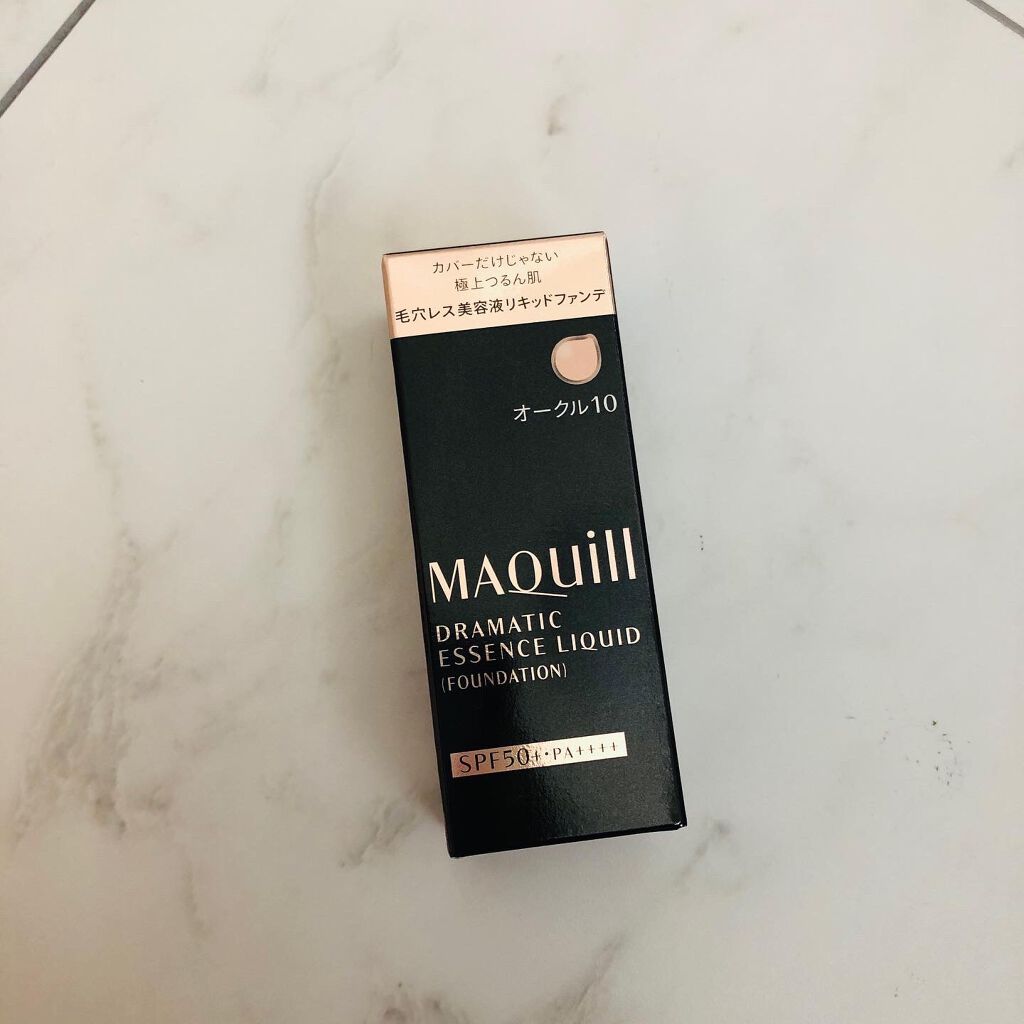 カバーだけじゃない
極上つるん肌
毛穴レス美容液リキッドファンデ
オークル10
MAQuill
DRAMATIC
ESSENCE LIQUID
(FOUNDATION)
SPF50+・PA++++